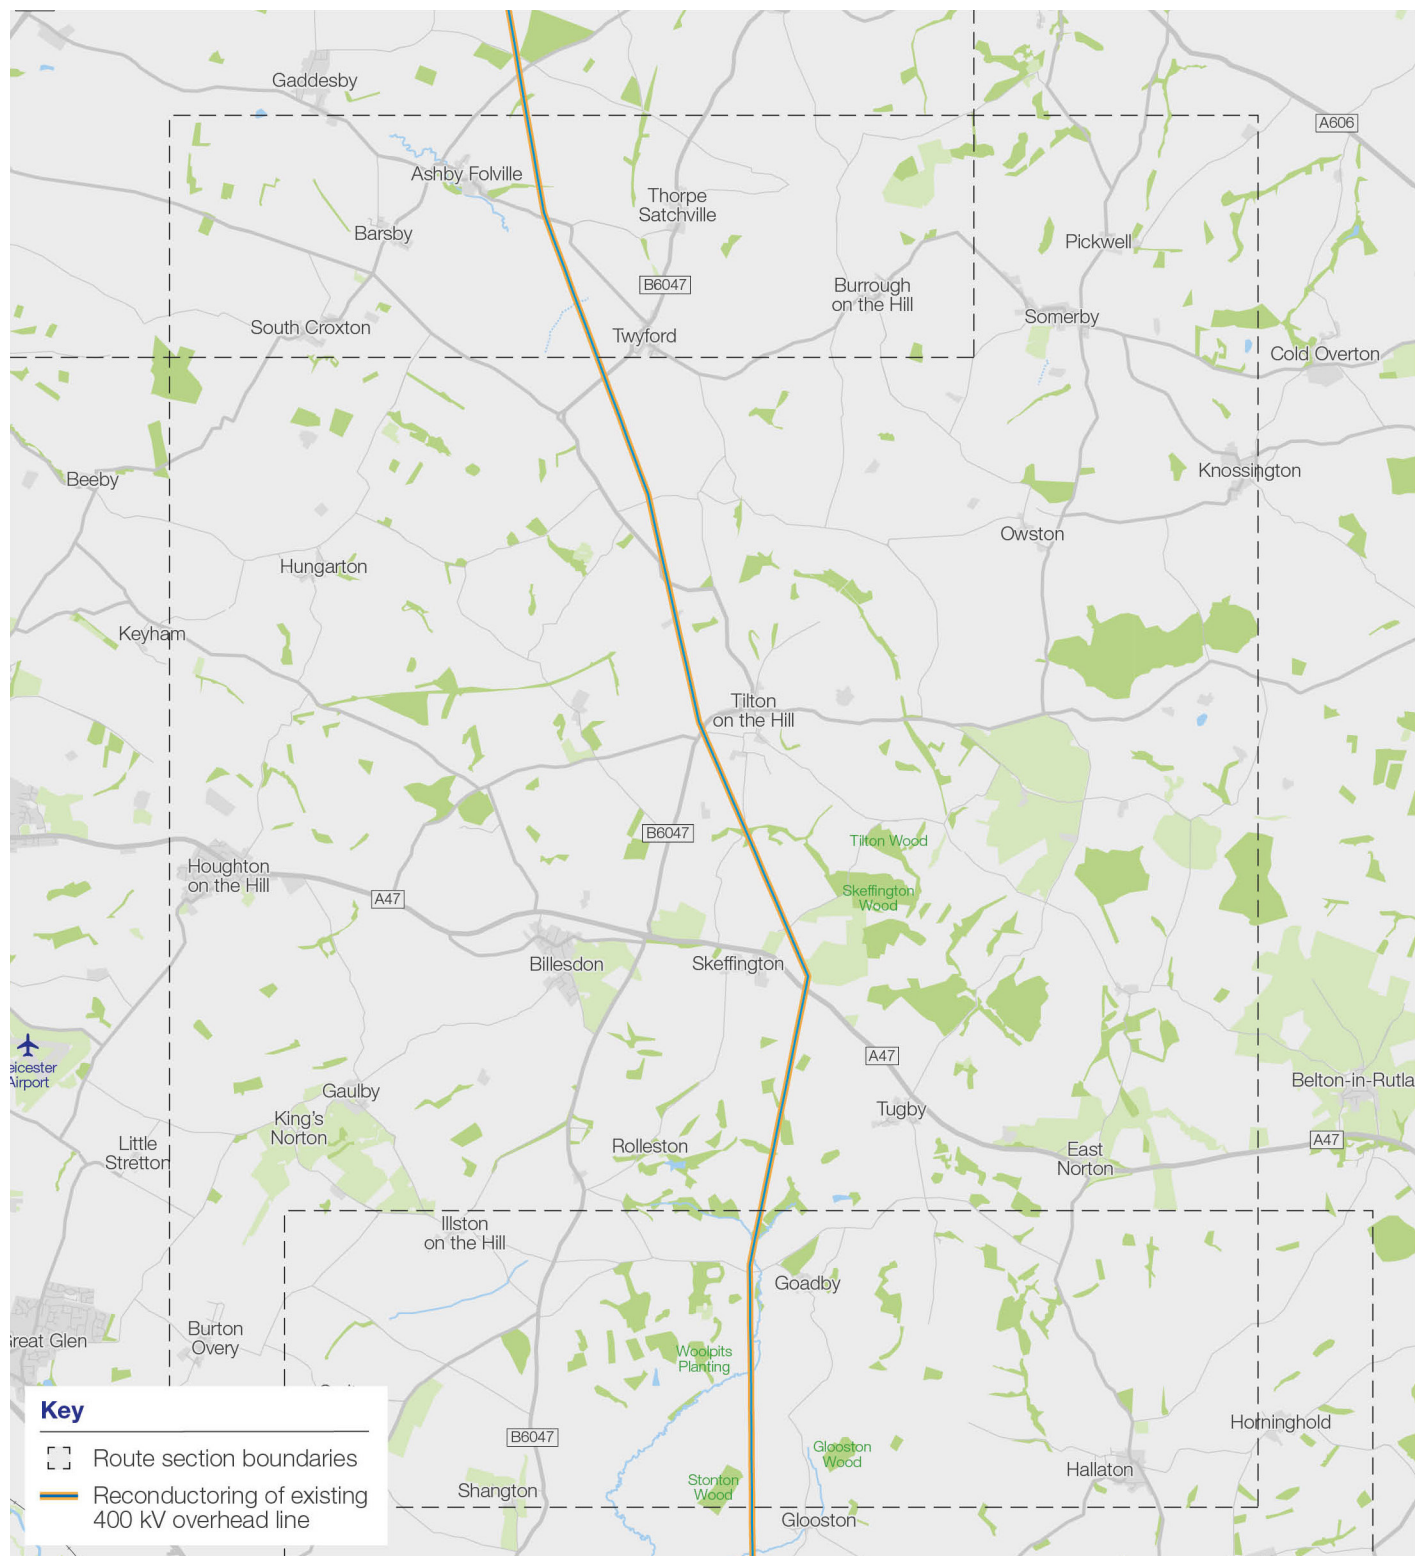 Gaddesby
A606
Ashby Folville
Thorpe
Satchville
Barsby
Pickwell
B6047
Burrough
on the Hill
South Croxton
Somerby
Twyford
Cold Overton
Beeby
Knossington
Owston
Hungarton
Keyham
Tilton
on the Hill
B6047
Tilton Wood
Houghton
on the Hill
Skeffington
Wood
A47
Billesdon
Skeffington
eicester
Airport
A47
Belton-in-Rutla
Gaulby
Tugby
King's
Norton
Little
Stretton
Rolleston
East
Norton
A47
Illston
on the Hill
Goadby
Great Glen
Burton
Overy
Woolpits
Planting
Key
Route section boundaries
Reconductoring of existing
400 kV overhead line
B6047
Horninghold
Glooston
Wood
Hallaton
Stonton
Wood
Shangton
Glooston